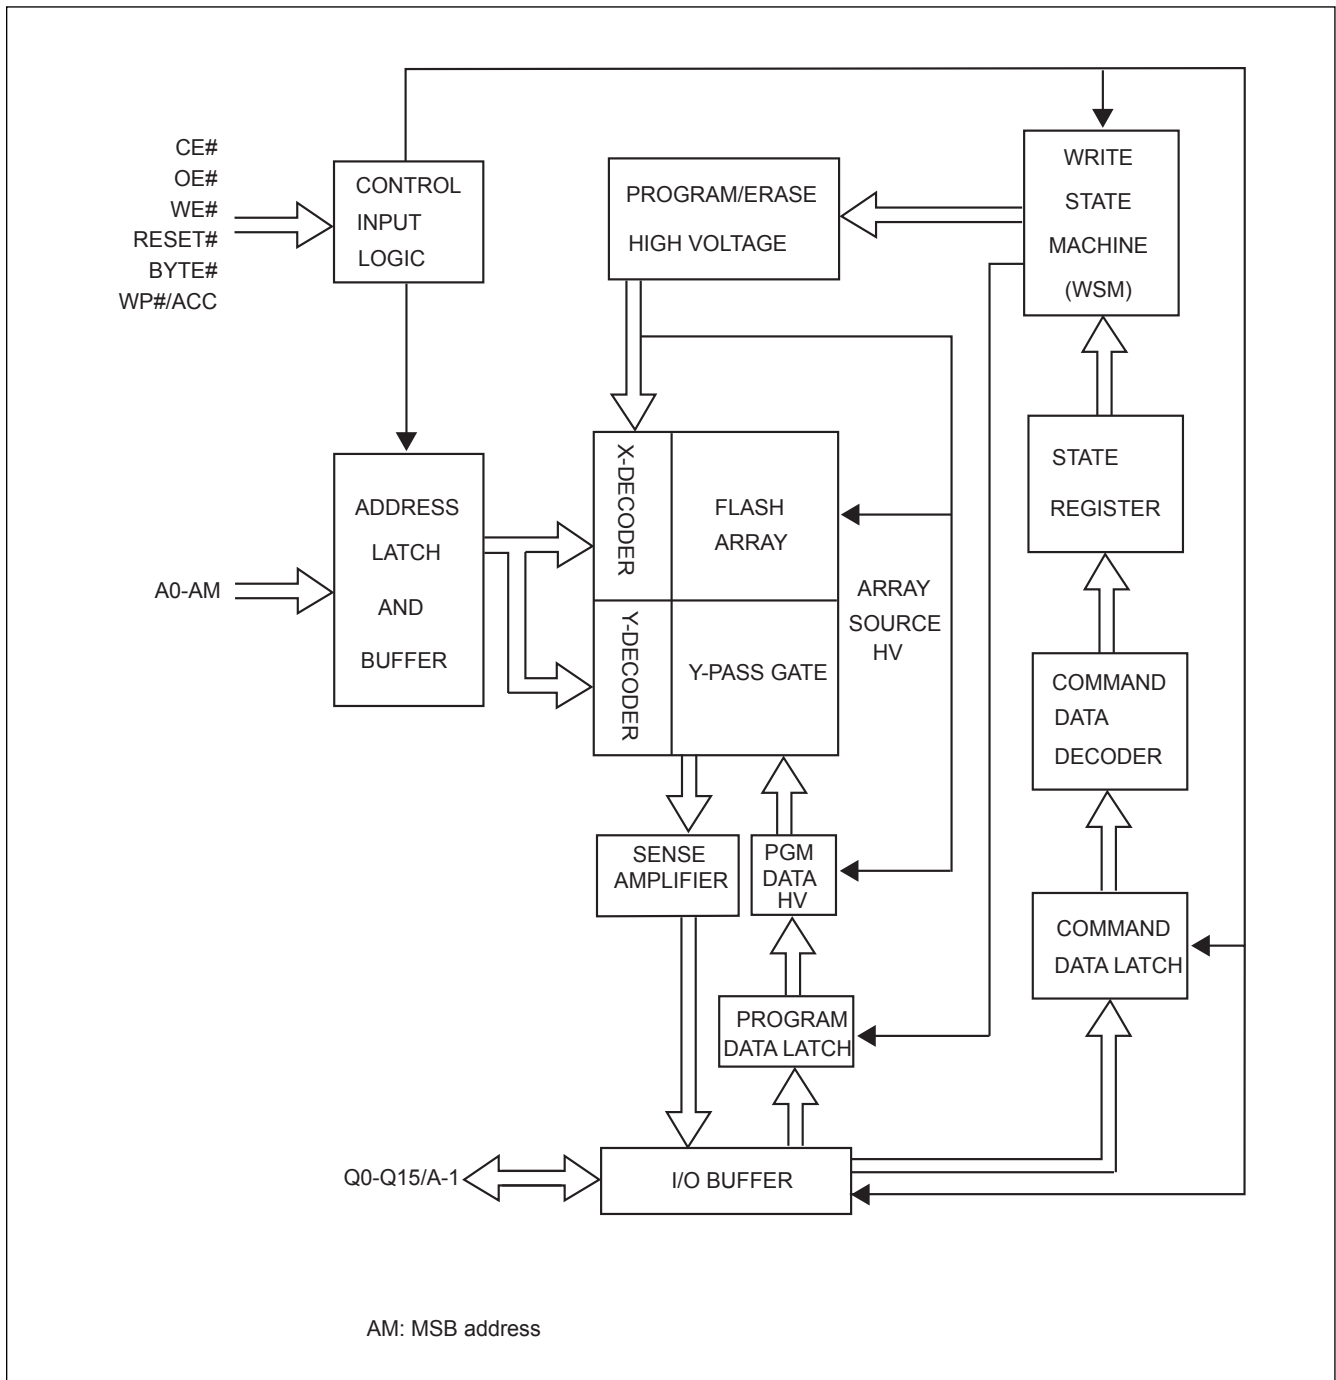 CE#
OE#
WE#
RESET#
BYTE#
WP#/ACC
CONTROL
INPUT
LOGIC
PROGRAM/ERASE
HIGH VOLTAGE
WRITE
STATE
MACHINE
(WSM)
STATE
REGISTER
A0-AM
ADDRESS
LATCH
AND
BUFFER
X-DECODER
FLASH
ARRAY
Y-DECODER
Y-PASS GATE
ARRAY
SOURCE
HV
COMMAND
DATA
DECODER
SENSE
AMPLIFIER
PGM
DATA
HV
COMMAND
DATA LATCH
PROGRAM
DATA LATCH
Q0-Q15/A-1
I/O BUFFER
AM: MSB address